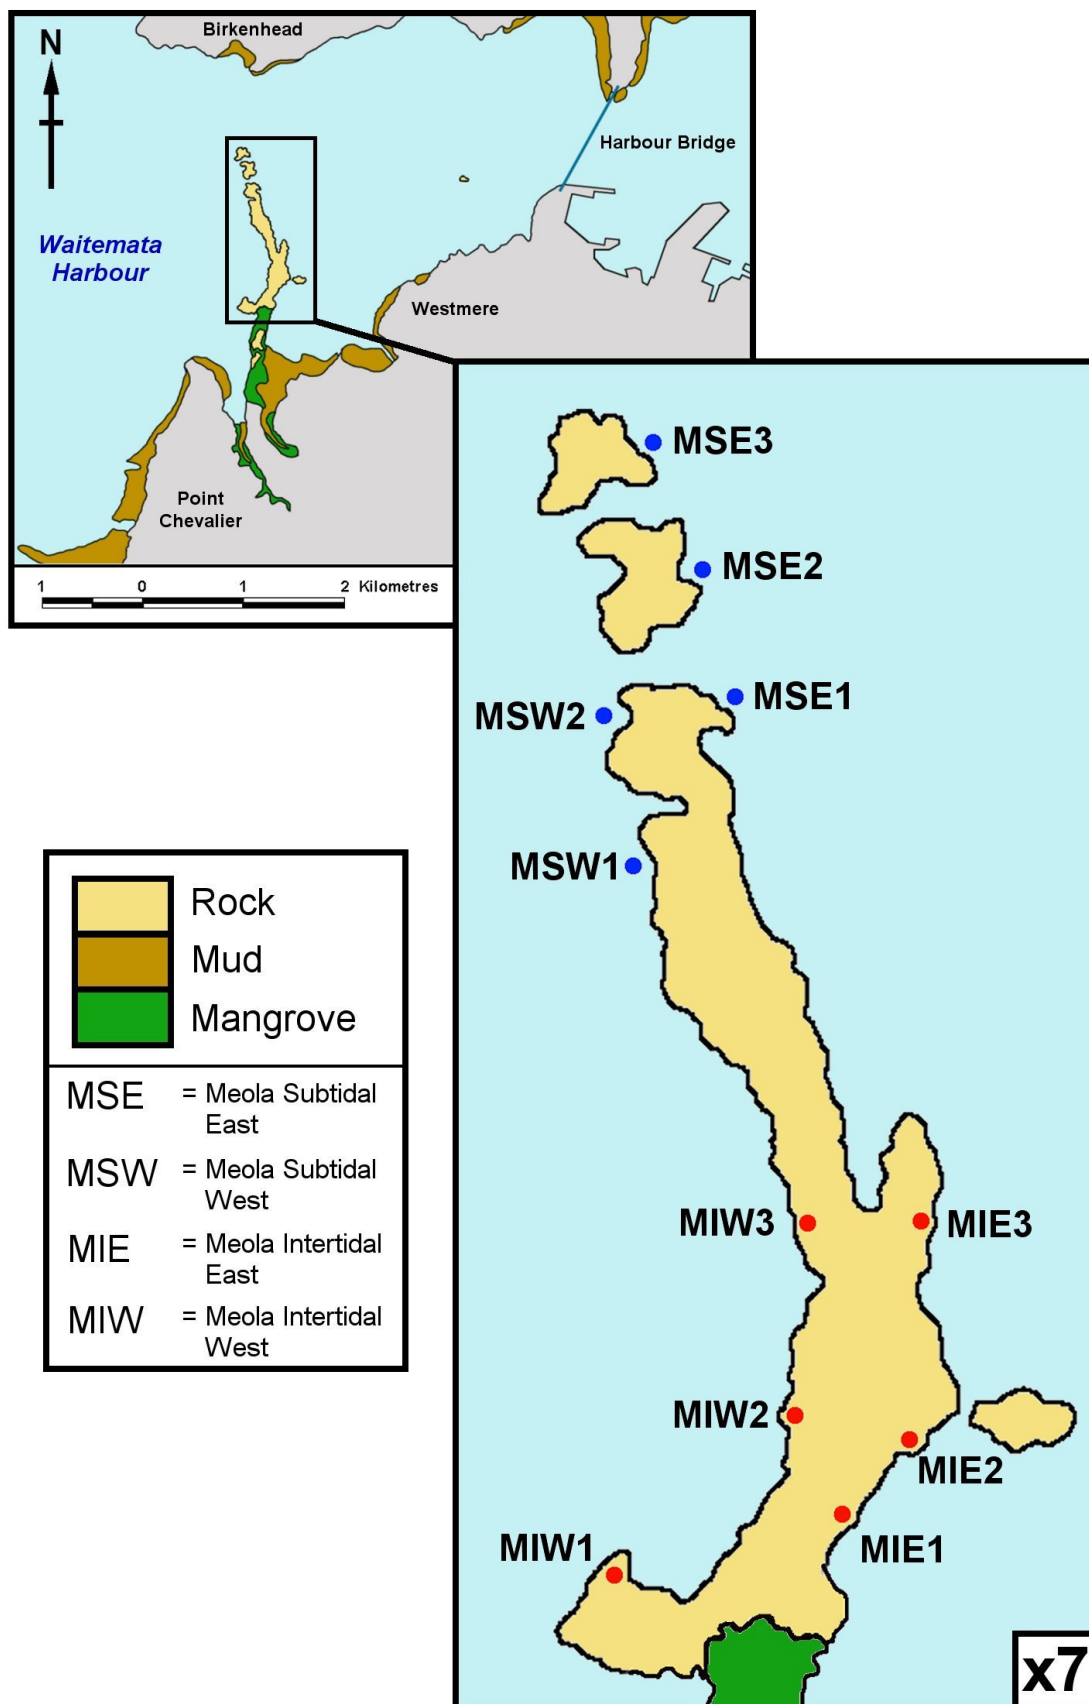 Birkenhead
N
Harbour Bridge
Waitemata
Harbour
Westmere
Point
Chevalier
1 0 1 2 Kilometres
MSE3
MSE2
MSE1
MSW2
MSW1
MIW3
MIE3
MIW2
MIE2
MIW1
MIE1
x7
Rock
Mud
Mangrove
MSE = Meola Subtidal
East
MSW = Meola Subtidal
West
MIE = Meola Intertidal
East
MIW = Meola Intertidal
West